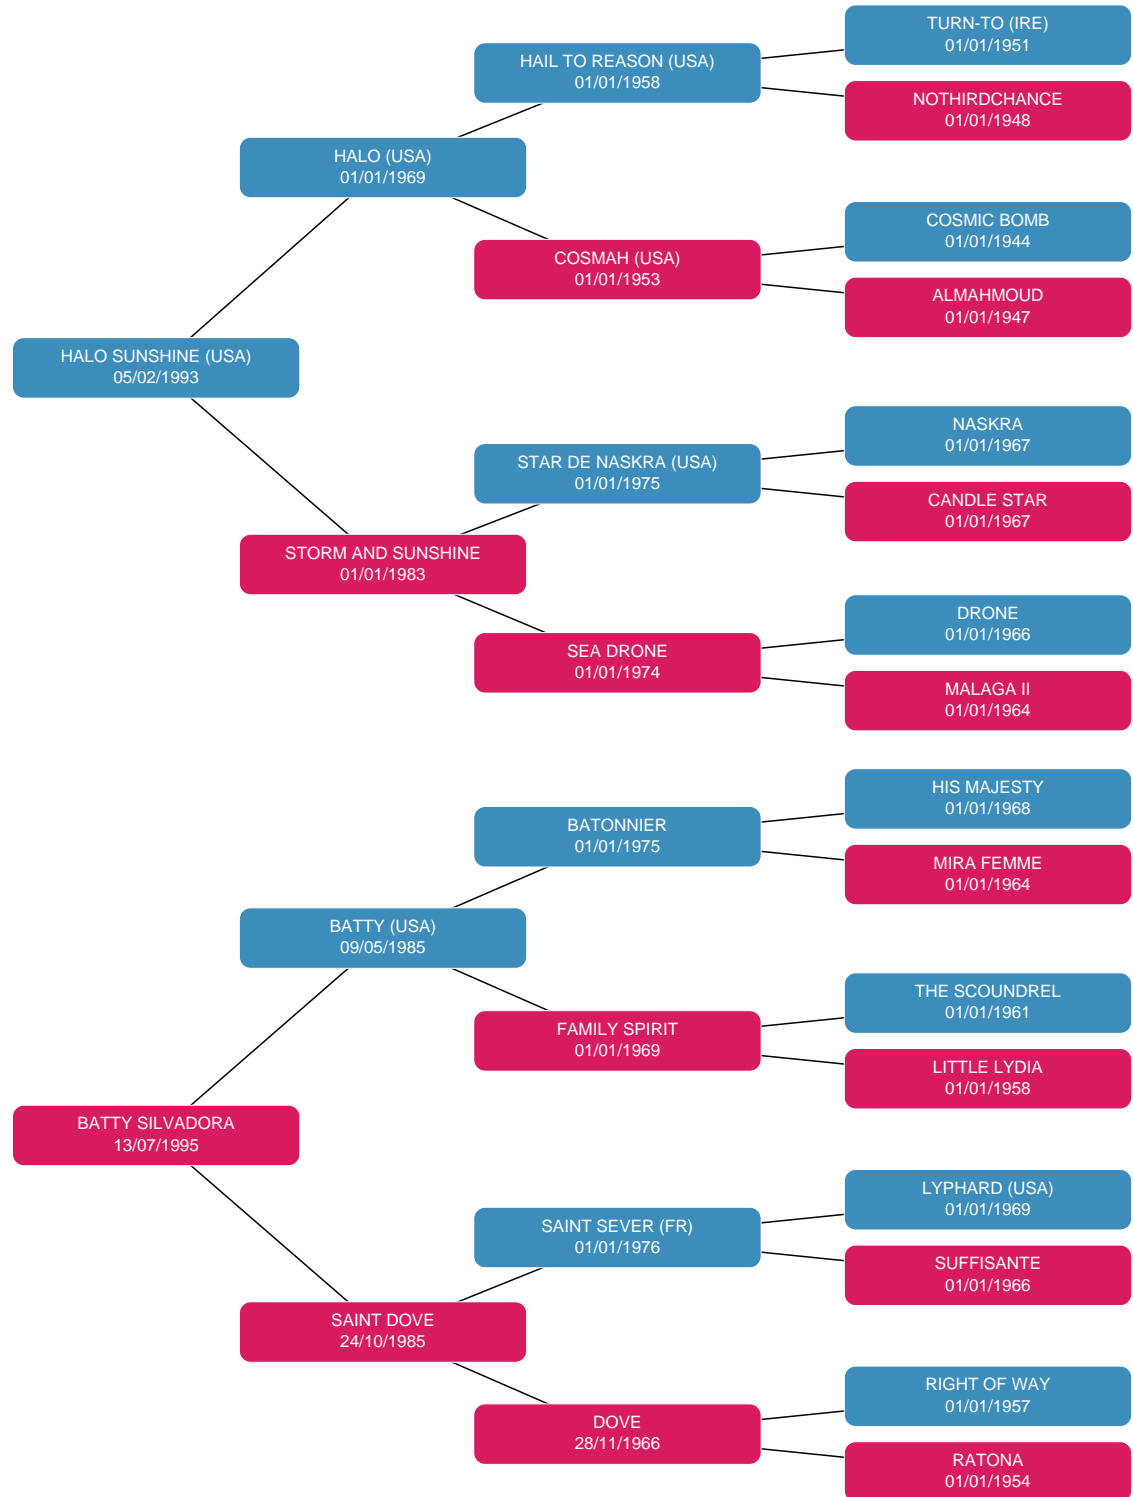 TURN-TO (IRE)
01/01/1951
HAIL TO REASON (USA)
01/01/1958
NOTHIRDCHANCE
01/01/1948
HALO (USA)
01/01/1969
COSMIC BOMB
01/01/1944
COSMAH (USA)
01/01/1953
ALMAHMOUD
01/01/1947
HALO SUNSHINE (USA)
05/02/1993
NASKRA
01/01/1967
STAR DE NASKRA (USA)
01/01/1975
CANDLE STAR
01/01/1967
STORM AND SUNSHINE
01/01/1983
DRONE
01/01/1966
SEA DRONE
01/01/1974
MALAGA II
01/01/1964
HIS MAJESTY
01/01/1968
BATONNIER
01/01/1975
MIRA FEMME
01/01/1964
BATTY (USA)
09/05/1985
THE SCOUNDREL
01/01/1961
FAMILY SPIRIT
01/01/1969
LITTLE LYDIA
01/01/1958
BATTY SILVADORA
13/07/1995
LYPHARD (USA)
01/01/1969
SAINT SEVER (FR)
01/01/1976
SUFFISANTE
01/01/1966
SAINT DOVE
24/10/1985
RIGHT OF WAY
01/01/1957
DOVE
28/11/1966
RATONA
01/01/1954